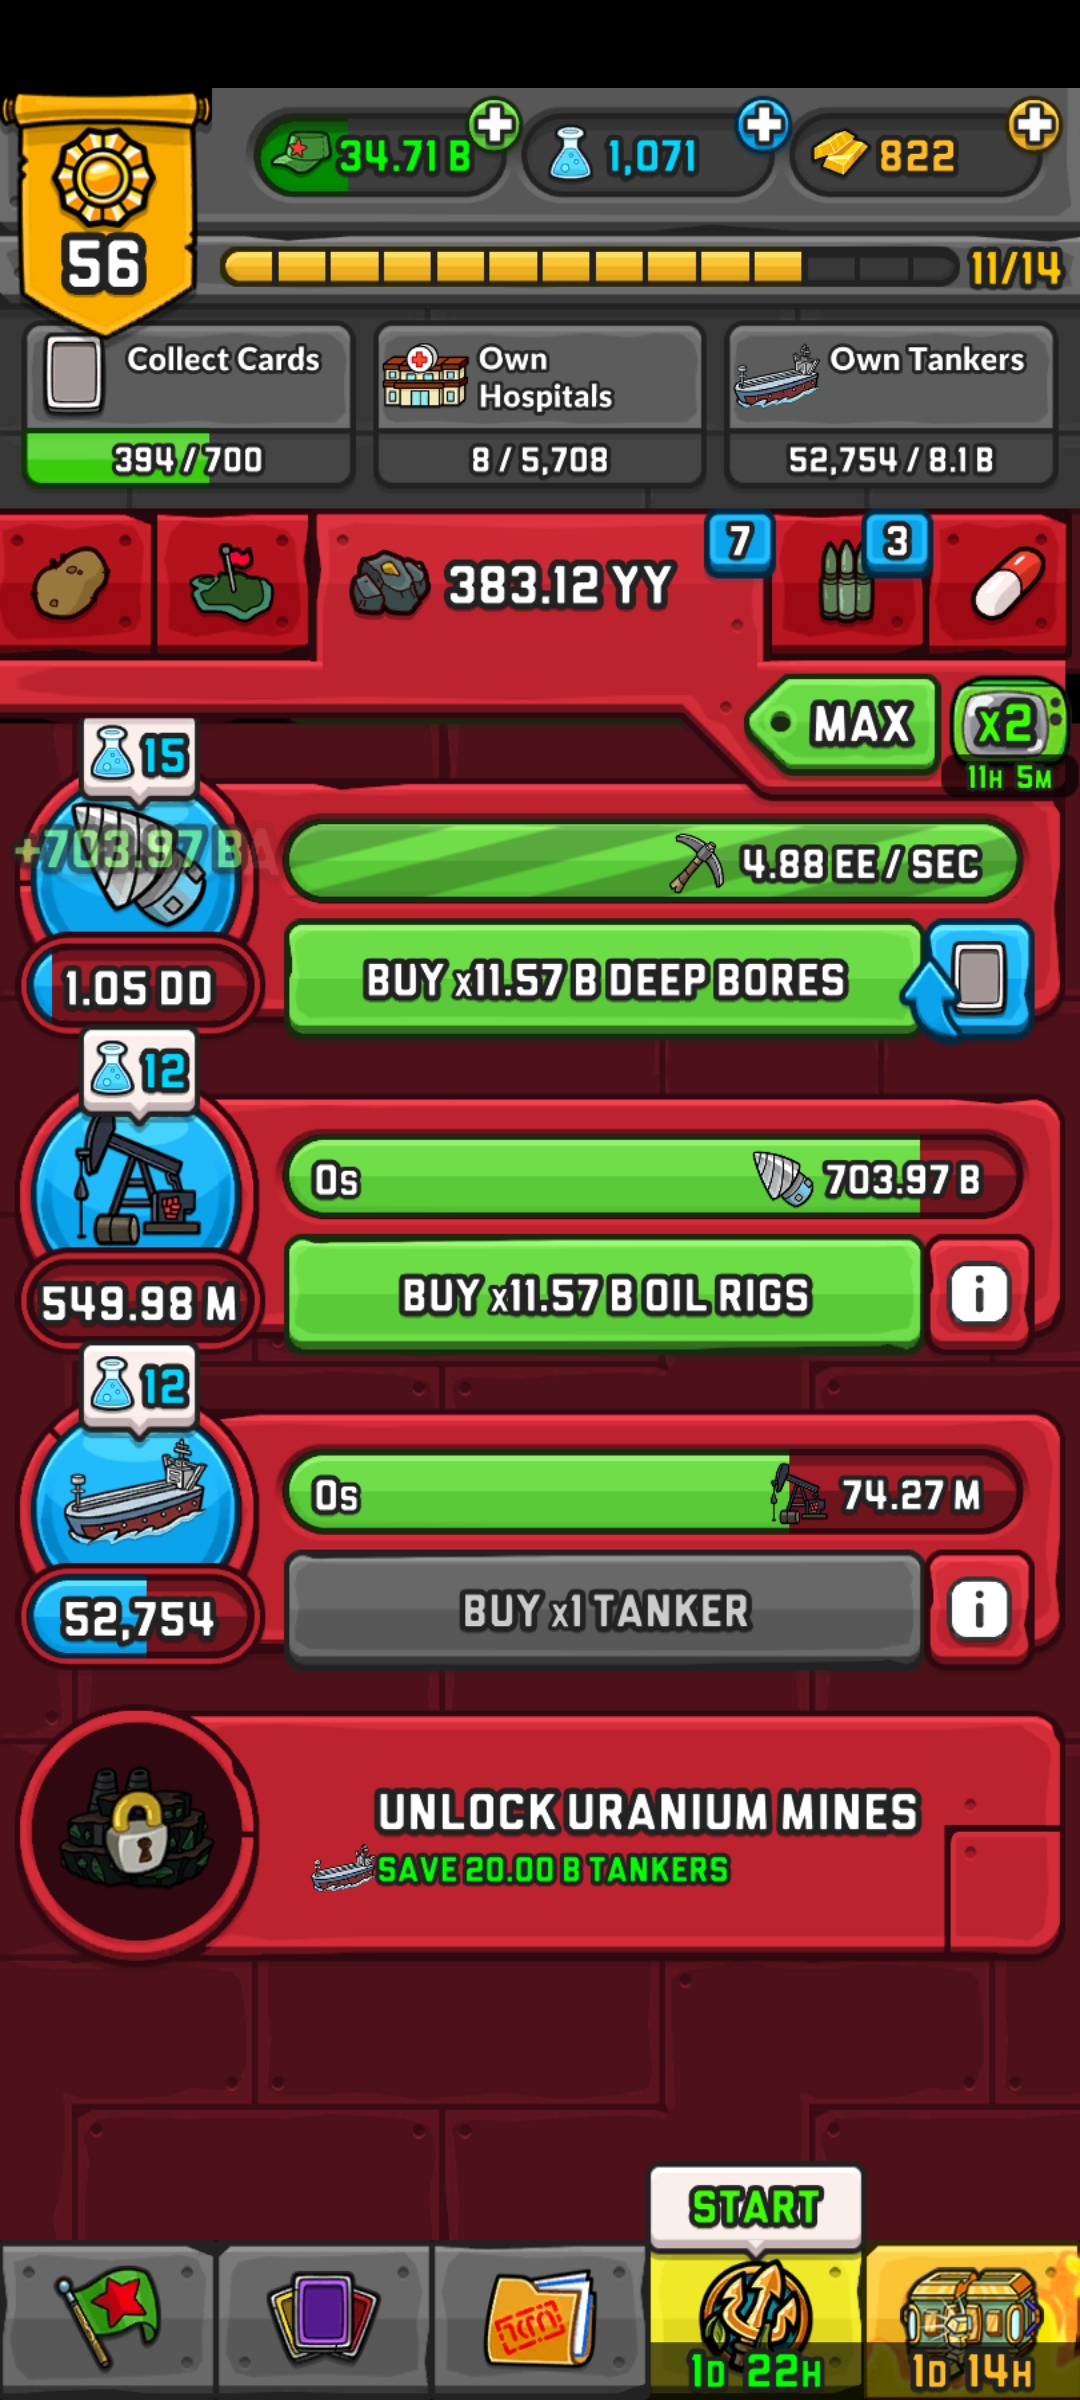 34.71 B
1,071
822
56
11/14
Collect Cards
394/700
Own
Hospitals
8/5,708
Own Tankers
52,754/8.1 B
383.12 YY
7
3
MAX
X2
11H 5M
15
+703.97 BA
4.88 EE / SEC
1.05 DD
BUY x11.57 B DEEP BORES
12
0s
703.97 B
549.98 M
BUY x11.57 B OIL RIGS
i
12
0s
74.27 M
52,754
BUY x1 TANKER
i
UNLOCK URANIUM MINES
SAVE 20.00 B TANKERS
START
1D 22H
1D 14H